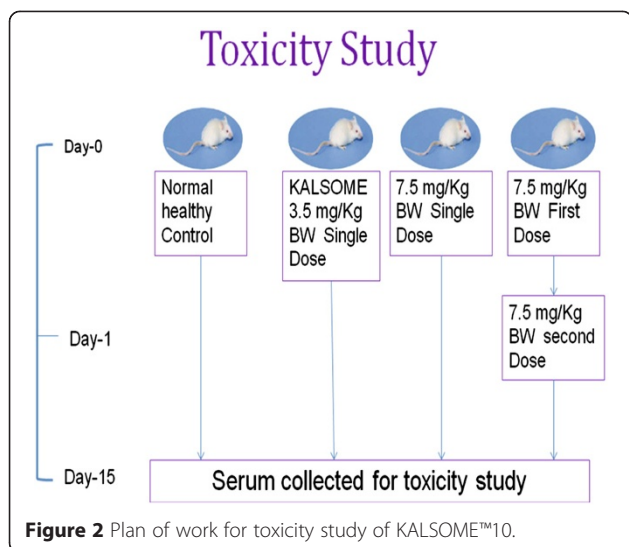 Toxicity Study
Day-0
Normal
healthy
Control
KALSOME
3.5 mg/Kg
BW Single
Dose
7.5 mg/Kg
BW Single
Dose
7.5 mg/Kg
BW First
Dose
Day-1
7.5 mg/Kg
BW second
Dose
Day-15
Serum collected for toxicity study
Figure 2 Plan of work for toxicity study of KALSOME™10.